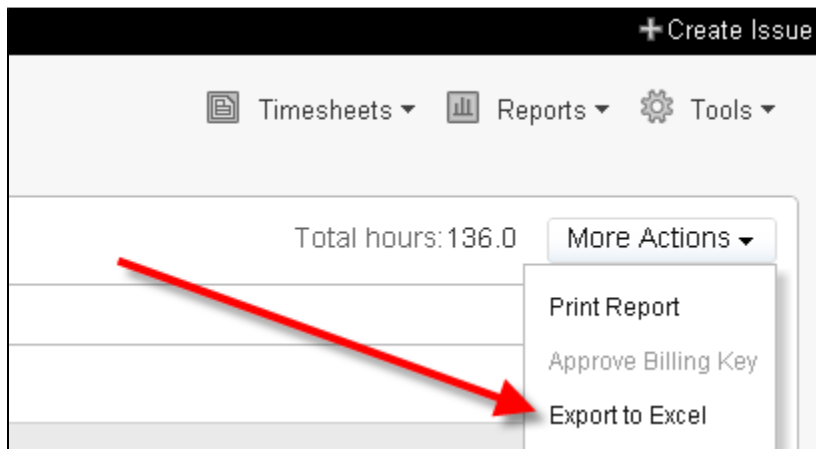 Create Issue
Timesheets Reports Tools
Total hours: 136.0 More Actions
Print Report
Approve Billing Key
Export to Excel